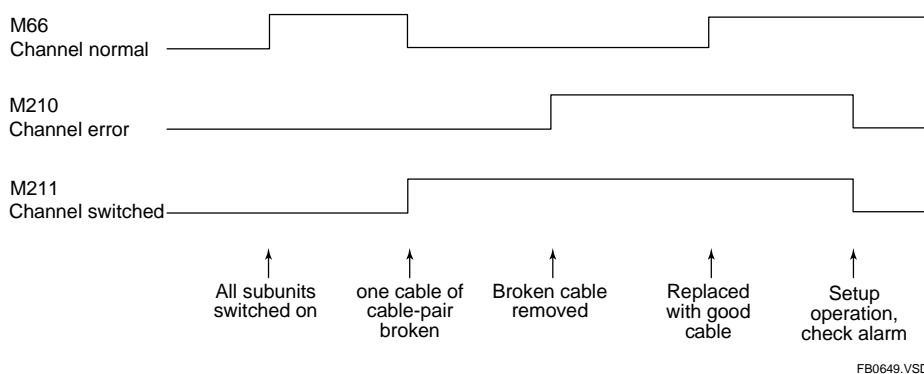 M66
Channel normal
M210
Channel error
M211
Channel switched
All subunits
switched on
one cable of
cable-pair
broken
Broken cable
removed
Replaced
with good
cable
Setup
operation,
check alarm
FB0649.VSD